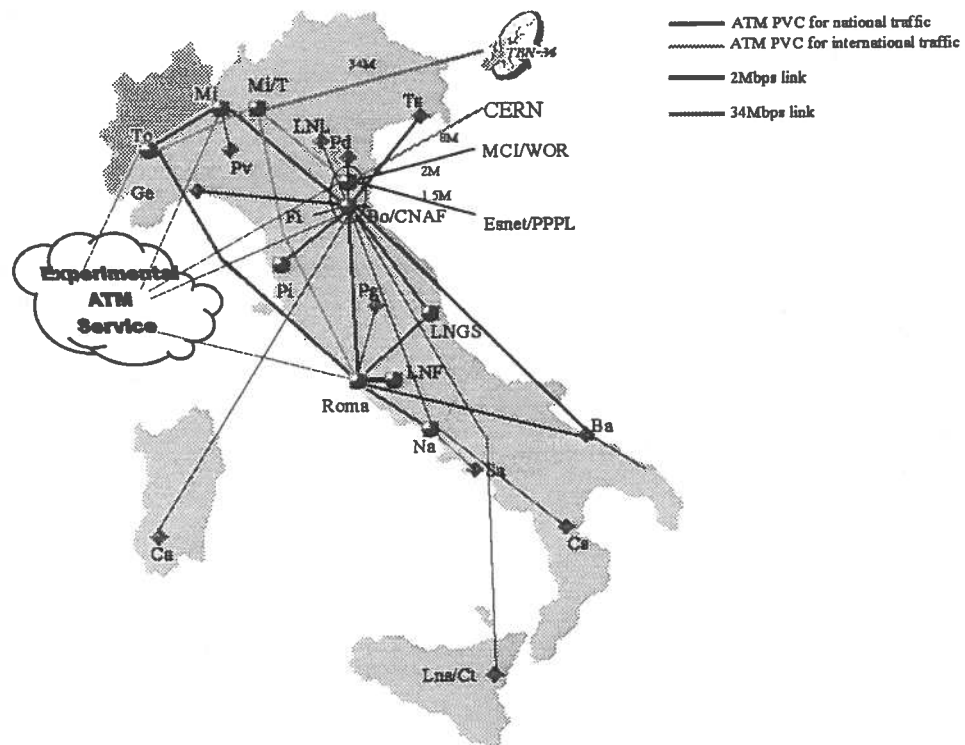 ATM PVC for national traffic
ATM PVC for international traffic
2Mbps link
34Mbps link
TEN-34
34M
Mi
Mi/T
Ts
CERN
To
LNL
Pd
8M
MCI/WOR
Pv
2M
Ge
1.5M
Fi
Bo/CNAF
Esnet/PPPL
Experimental
ATM
Service
Pi
Pg
LNGS
LNF
Roma
Na
Ba
Sa
Ca
Cs
Lns/Ct